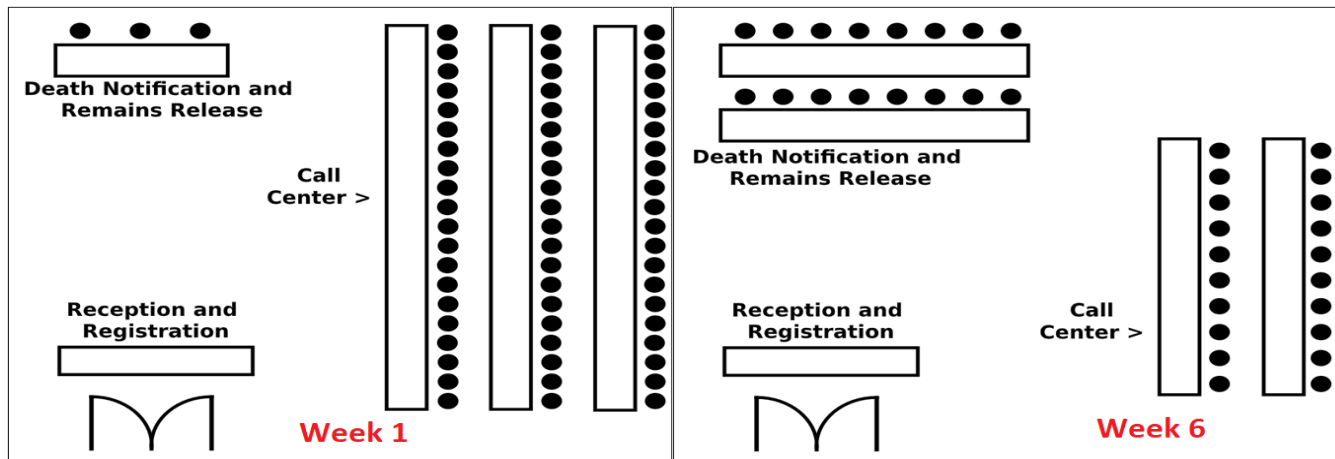 Death Notification and
Remains Release
Call
Center >
Reception and
Registration
Week 1
Death Notification and
Remains Release
Call
Center >
Reception and
Registration
Week 6